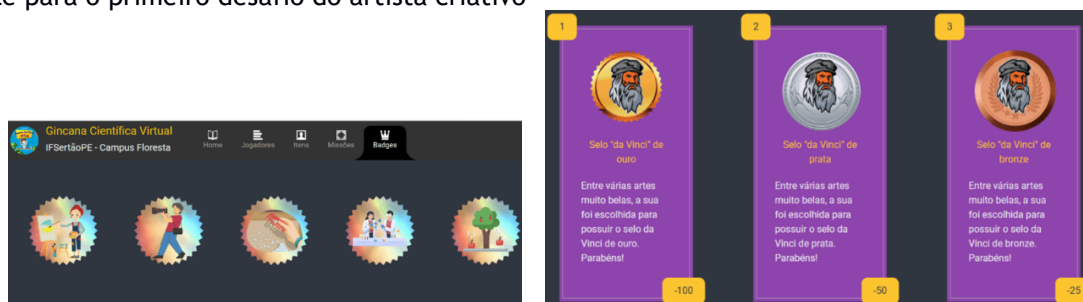 para o primeiro desafio do artista criativo
Gincana Científica Virtual
IFSertãoPE - Campus Floresta
Home
Jogadores
Itens
Missões
Badges
1
Selo "da Vinci" de
ouro
Entre várias artes
muito belas, a sua
foi escolhida para
possuir o selo da
Vinci de ouro.
Parabéns!
-100
2
Selo "da Vinci" de
prata
Entre várias artes
muito belas, a sua
foi escolhida para
possuir o selo da
Vinci de prata.
Parabéns!
-50
3
Selo "da Vinci" de
bronze
Entre várias artes
muito belas, a sua
foi escolhida para
possuir o selo da
Vinci de bronze.
Parabéns!
-25